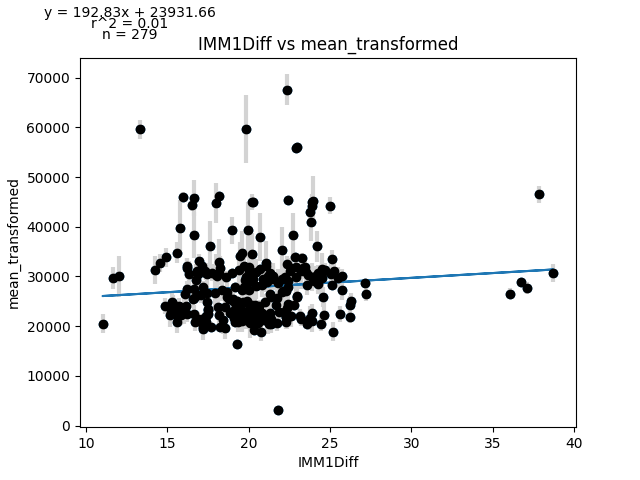 y = 192.83x + 23931.66
r^2 = 0.01
n = 279
IMM1Diff vs mean_transformed
70000
60000
50000
40000
30000
20000
10000
0
mean_transformed
10 15 20 25 30 35 40
IMM1Diff